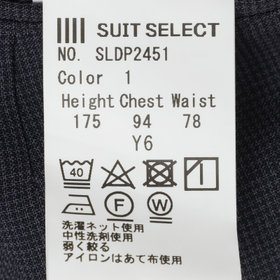 SUIT SELECT
NO. SLDP2451
Color 1
Height Chest Waist
175 94 78
Y6
40
F W
洗濯ネット使用
中性洗剤使用
弱く絞る
アイロンはあて布使用